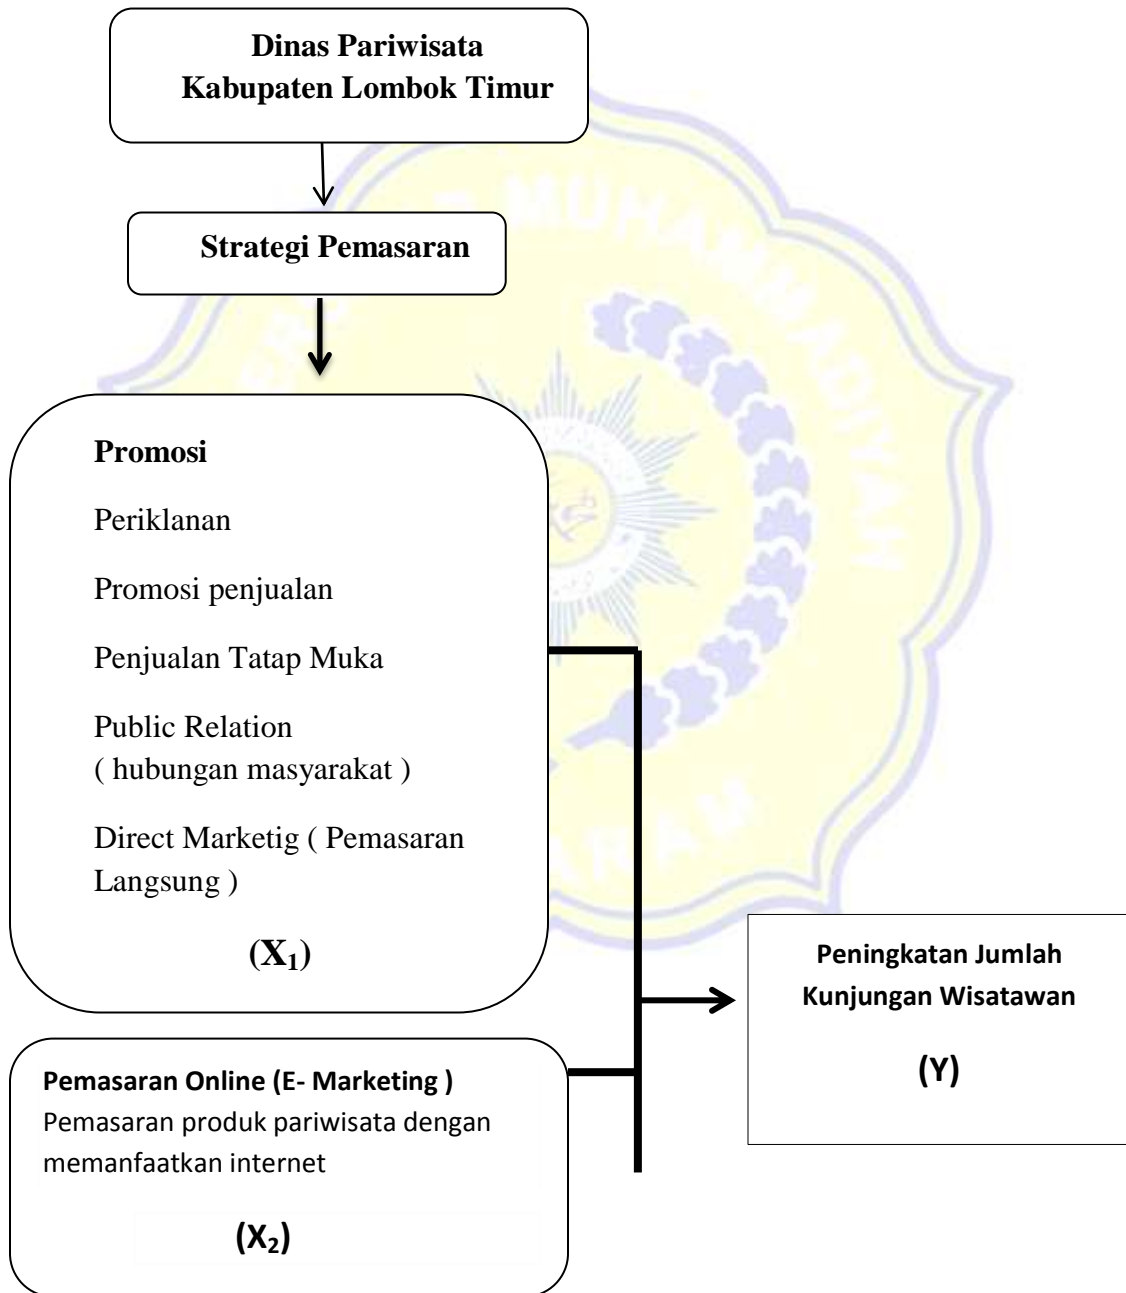 Dinas Pariwisata
Kabupaten Lombok Timur
Strategi Pemasaran
Promosi
Periklanan
Promosi penjualan
Penjualan Tatap Muka
Public Relation
( hubungan masyarakat )
Direct Marketig ( Pemasaran
Langsung )
(X₁)
Peningkatan Jumlah
Kunjungan Wisatawan
(Y)
Pemasaran Online (E- Marketing )
Pemasaran produk pariwisata dengan
memanfaatkan internet
(X₂)
MUHAMMADIYAH